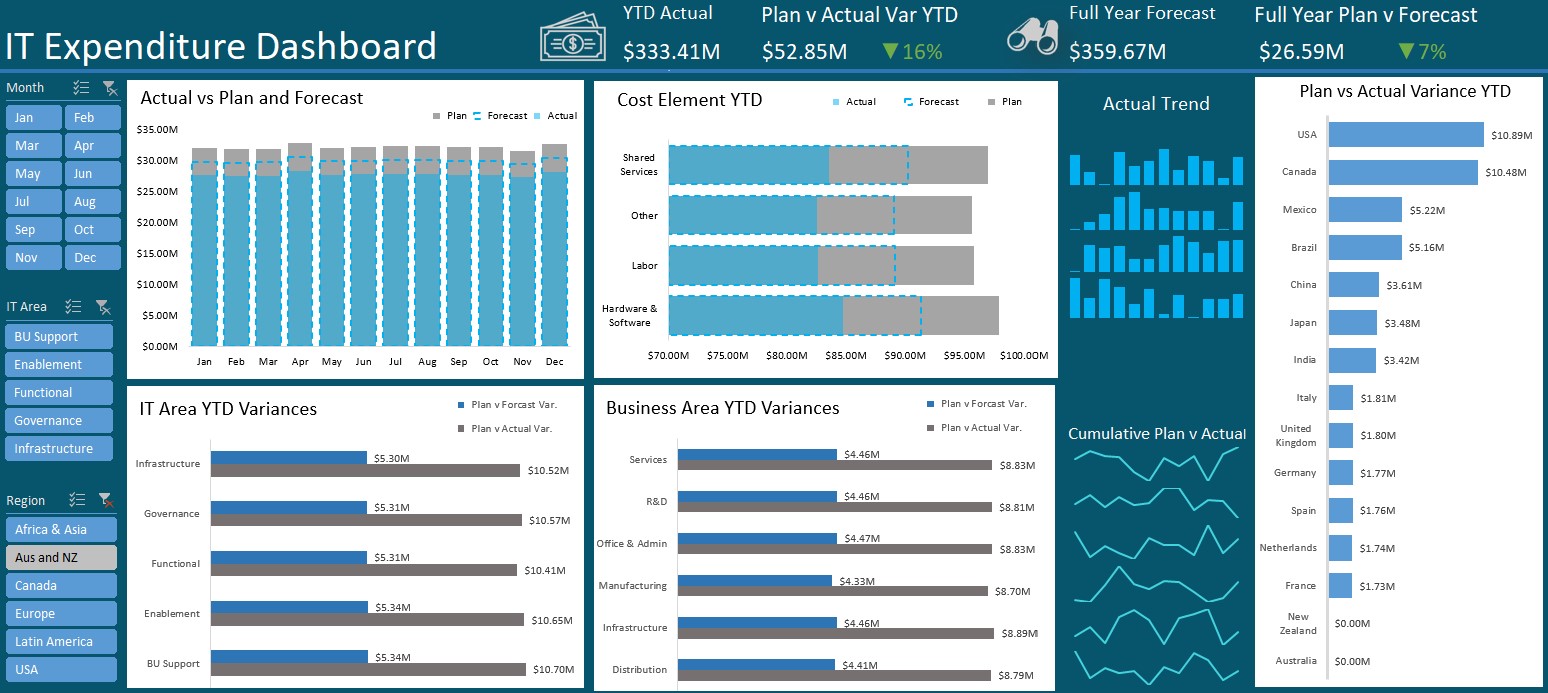 IT Expenditure Dashboard
YTD Actual
$333.41M
Plan v Actual Var YTD
$52.85M ▼16%
Full Year Forecast
$359.67M
Full Year Plan v Forecast
$26.59M ▼7%
Month
Jan Feb
Mar Apr
May Jun
Jul Aug
Sep Oct
Nov Dec
IT Area
BU Support
Enablement
Functional
Governance
Infrastructure
Region
Africa & Asia
Aus and NZ
Canada
Europe
Latin America
USA
Actual vs Plan and Forecast
Plan Forecast Actual
$35.00M
$30.00M
$25.00M
$20.00M
$15.00M
$10.00M
$5.00M
$0.00M
Jan Feb Mar Apr May Jun Jul Aug Sep Oct Nov Dec
Cost Element YTD
Actual Forecast Plan
Shared
Services
Other
Labor
Hardware &
Software
$70.00M $75.00M $80.00M $85.00M $90.00M $95.00M $100.00M
IT Area YTD Variances
Plan v Forcast Var.
Plan v Actual Var.
Infrastructure $5.30M
$10.52M
Governance $5.31M
$10.57M
Functional $5.31M
$10.41M
Enablement $5.34M
$10.65M
BU Support $5.34M
$10.70M
Business Area YTD Variances
Plan v Forcast Var.
Plan v Actual Var.
Services $4.46M
$8.83M
R&D $4.46M
$8.81M
Office & Admin $4.47M
$8.83M
Manufacturing $4.33M
$8.70M
Infrastructure $4.46M
$8.89M
Distribution $4.41M
$8.79M
Actual Trend
Cumulative Plan v Actual
Plan vs Actual Variance YTD
USA $10.89M
Canada $10.48M
Mexico $5.22M
Brazil $5.16M
China $3.61M
Japan $3.48M
India $3.42M
Italy $1.81M
United
Kingdom $1.80M
Germany $1.77M
Spain $1.76M
Netherlands $1.74M
France $1.73M
New
Zealand $0.00M
Australia $0.00M